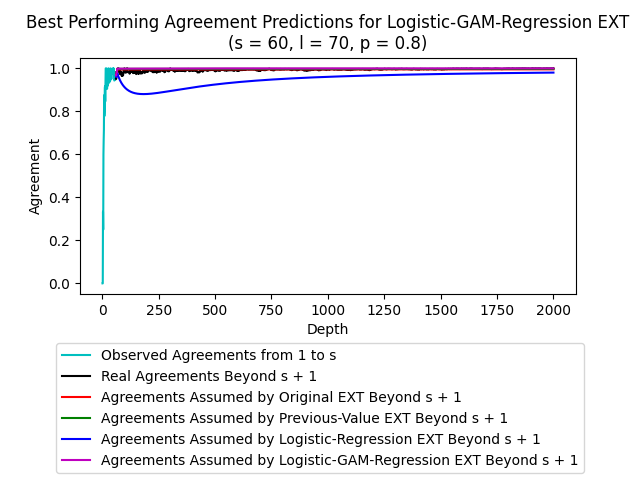 Best Performing Agreement Predictions for Logistic-GAM-Regression EXT
(s = 60, l = 70, p = 0.8)
1.0
0.8
0.6
0.4
0.2
0.0
Agreement
0 250 500 750 1000 1250 1500 1750 2000
Depth
Observed Agreements from 1 to s
Real Agreements Beyond s + 1
Agreements Assumed by Original EXT Beyond s + 1
Agreements Assumed by Previous-Value EXT Beyond s + 1
Agreements Assumed by Logistic-Regression EXT Beyond s + 1
Agreements Assumed by Logistic-GAM-Regression EXT Beyond s + 1